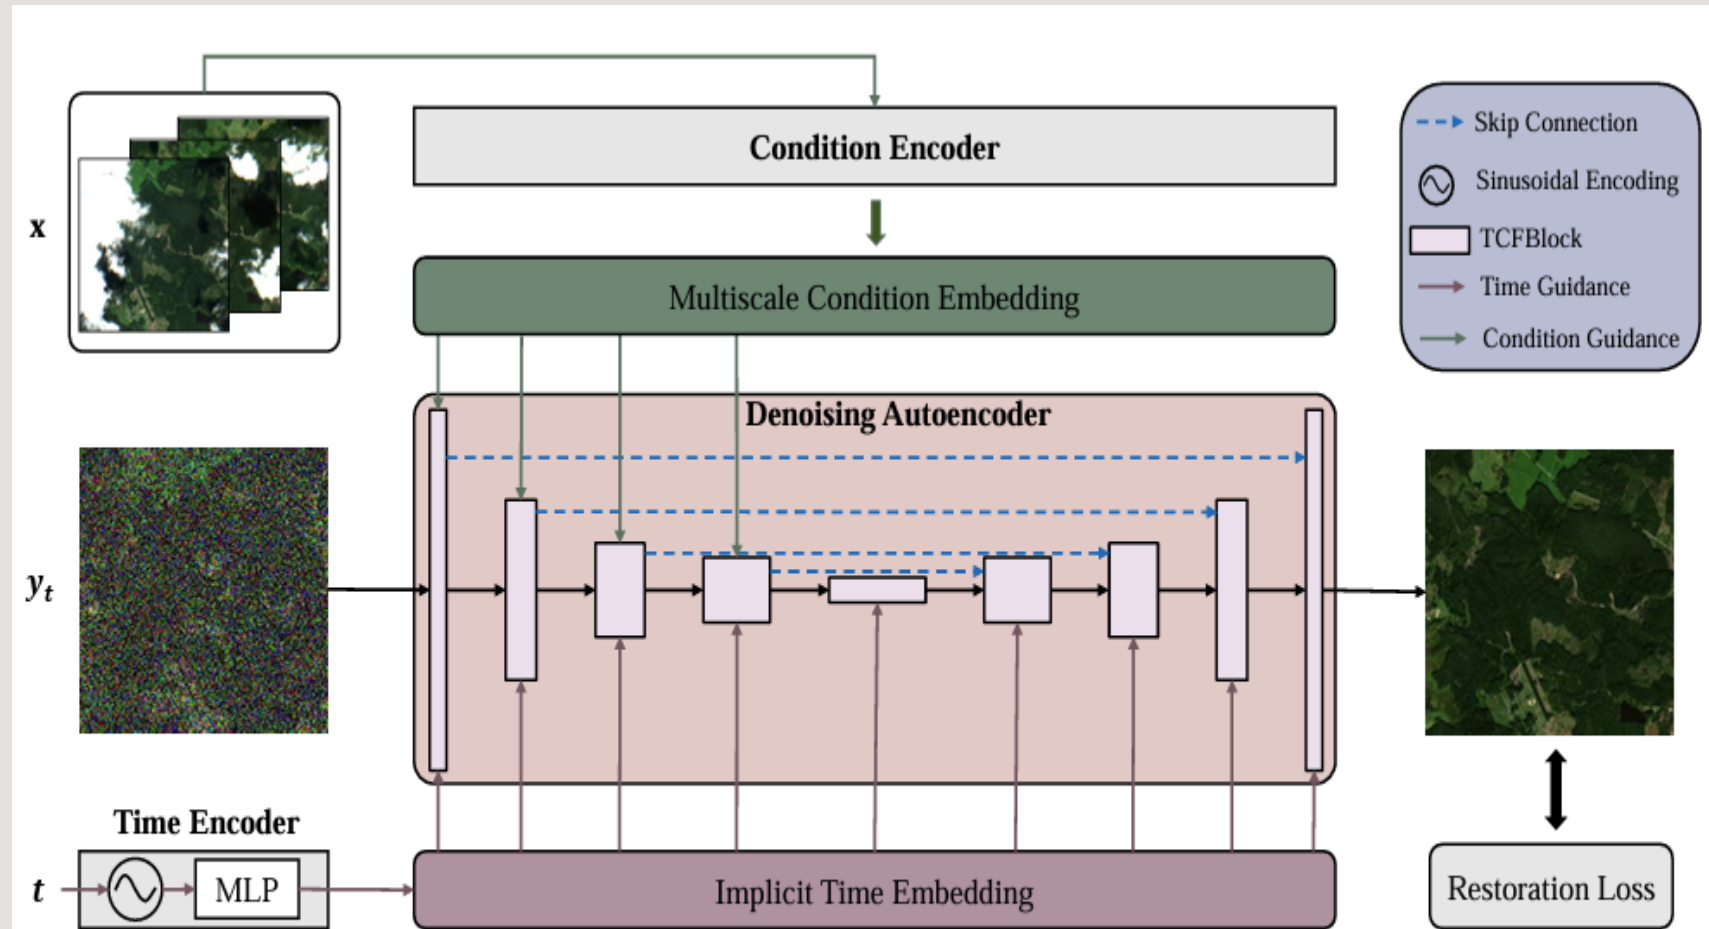 Condition Encoder
Skip Connection
Sinusoidal Encoding
TCFBlock
Time Guidance
Condition Guidance
x
Multiscale Condition Embedding
Denoising Autoencoder
yt
Time Encoder
t
MLP
Implicit Time Embedding
Restoration Loss